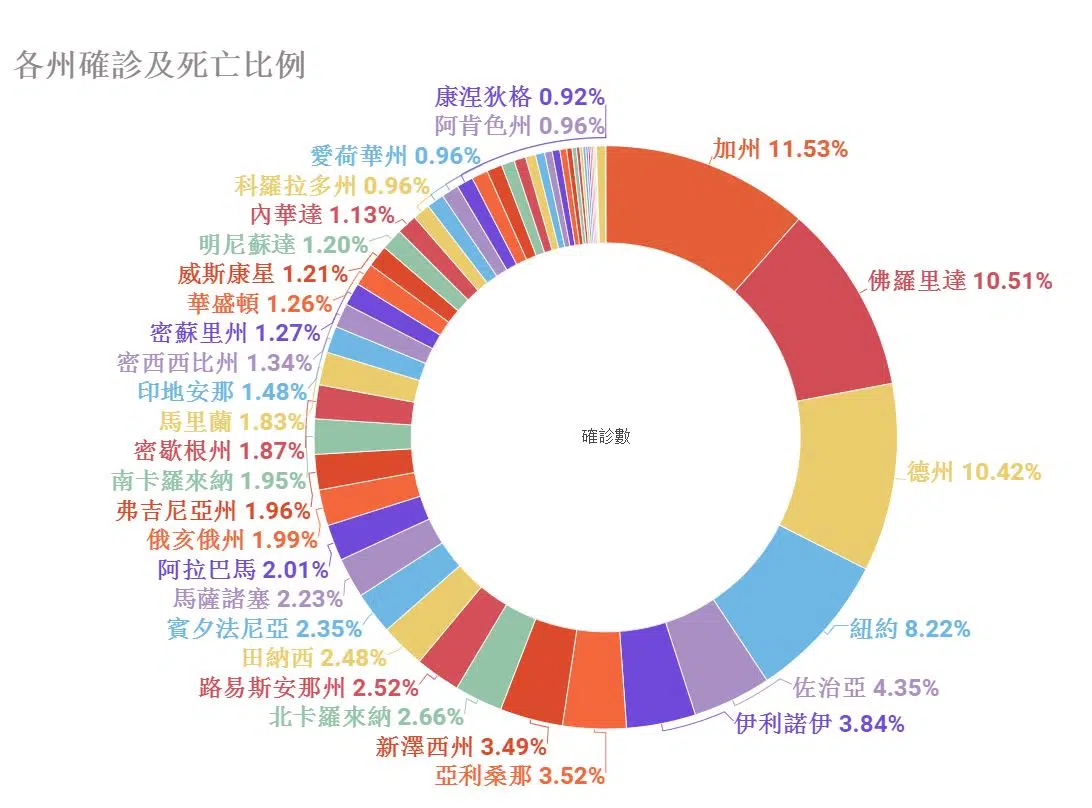 各州確診及死亡比例
康涅狄格 0.92%
阿肯色州 0.96%
愛荷華州 0.96%
科羅拉多州 0.96%
內華達 1.13%
明尼蘇達 1.20%
威斯康星 1.21%
華盛頓 1.26%
密蘇里州 1.27%
密西西比州 1.34%
印地安那 1.48%
馬里蘭 1.83%
密歇根州 1.87%
南卡羅來納 1.95%
弗吉尼亞州 1.96%
俄亥俄州 1.99%
阿拉巴馬 2.01%
馬薩諸塞 2.23%
賓夕法尼亞 2.35%
田納西 2.48%
路易斯安那州 2.52%
北卡羅來納 2.66%
新澤西州 3.49%
亞利桑那 3.52%
加州 11.53%
佛羅里達 10.51%
德州 10.42%
紐約 8.22%
佐治亞 4.35%
伊利諾伊 3.84%
確診數